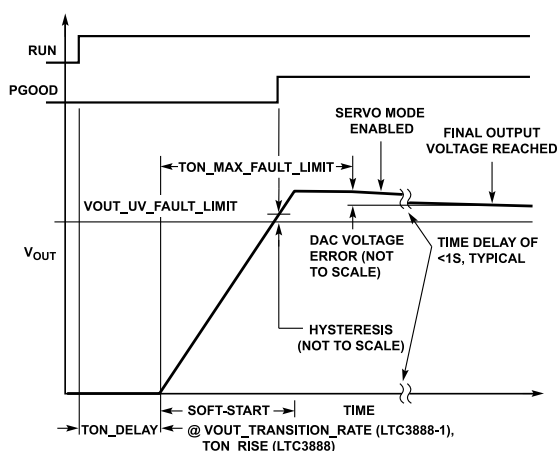 RUN
PGOOD
SERVO MODE
ENABLED
FINAL OUTPUT
VOLTAGE REACHED
TON_MAX_FAULT_LIMIT
VOUT_UV_FAULT_LIMIT
VOUT
DAC VOLTAGE
ERROR (NOT
TO SCALE)
TIME DELAY OF
<1S, TYPICAL
HYSTERESIS
(NOT TO SCALE)
SOFT-START
TIME
TON_DELAY
@ VOUT_TRANSITION_RATE (LTC3888-1),
TON_RISE (LTC3888)